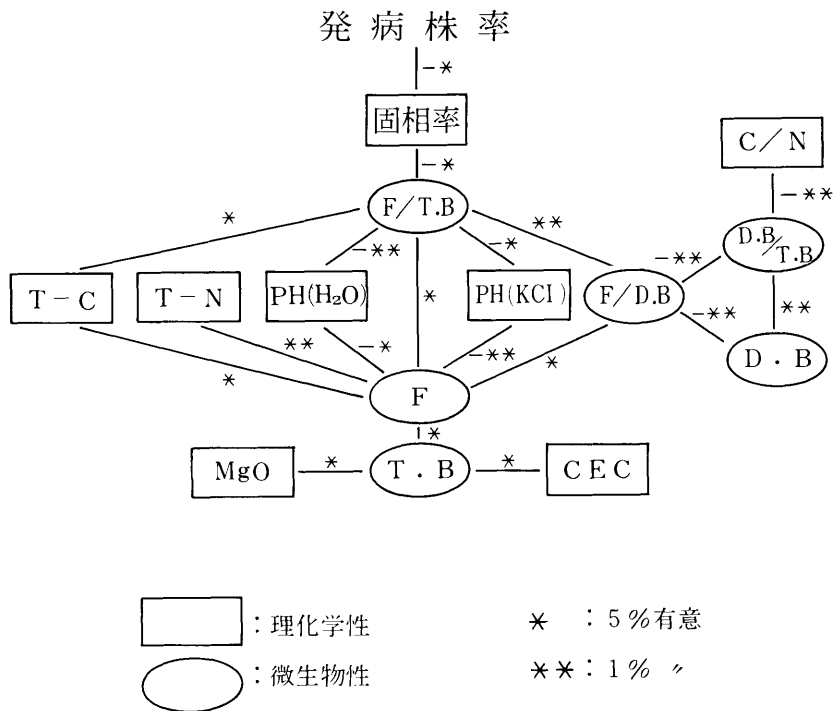 発病株率
-*
固相率
-*
C/N
F/T.B
-**
*
**
D.B/T.B
-**
-*
-**
T-C
T-N
PH(H₂O)
*
PH(KCl)
F/D.B
**
-**
D.B
**
-*
-**
*
*
F
*
MgO
*
T.B
*
CEC
:理化学性
* :5%有意
:微生物性
**:1% 〃